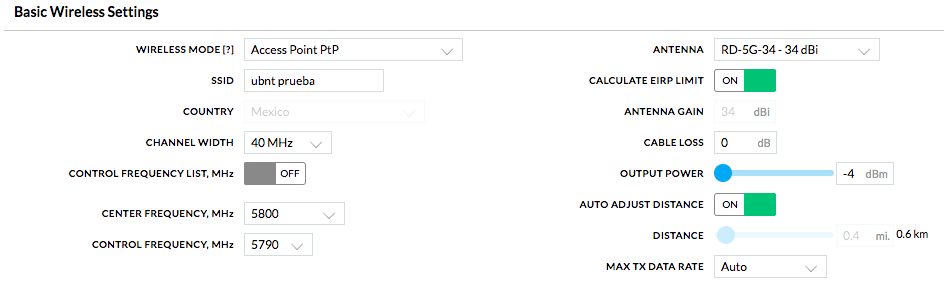 Basic Wireless Settings
WIRELESS MODE [?] Access Point PtP
SSID ubnt prueba
COUNTRY Mexico
CHANNEL WIDTH 40 MHz
CONTROL FREQUENCY LIST, MHz OFF
CENTER FREQUENCY, MHz 5800
CONTROL FREQUENCY, MHz 5790
ANTENNA RD-5G-34 - 34 dBi
CALCULATE EIRP LIMIT ON
ANTENNA GAIN 34 dBi
CABLE LOSS 0 dB
OUTPUT POWER -4 dBm
AUTO ADJUST DISTANCE ON
DISTANCE 0.4 mi. 0.6 km
MAX TX DATA RATE Auto